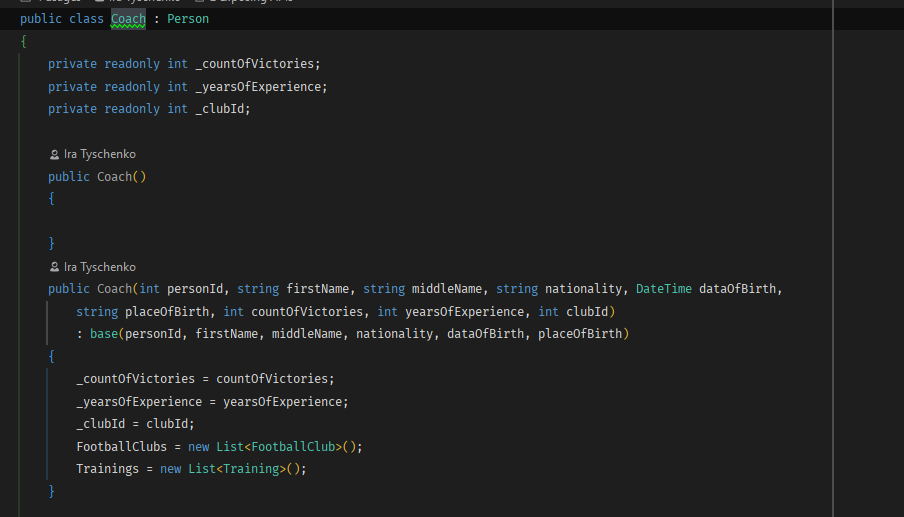 public class Coach : Person
{
private readonly int _countOfVictories;
private readonly int _yearsOfExperience;
private readonly int _clubId;
Ira Tyschenko
public Coach()
{
}
Ira Tyschenko
public Coach(int personId, string firstName, string middleName, string nationality, DateTime dataOfBirth,
string placeOfBirth, int countOfVictories, int yearsOfExperience, int clubId)
: base(personId, firstName, middleName, nationality, dataOfBirth, placeOfBirth)
{
_countOfVictories = countOfVictories;
_yearsOfExperience = yearsOfExperience;
_clubId = clubId;
FootballClubs = new List<FootballClub>();
Trainings = new List<Training>();
}